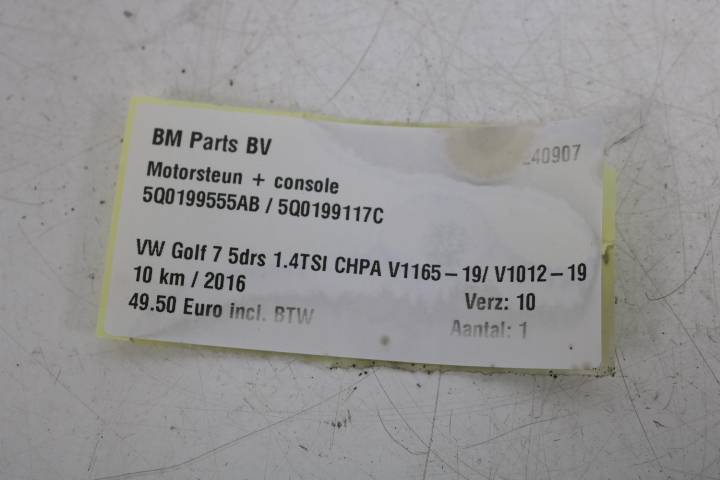 BM Parts BV
40907
Motorsteun + console
5Q0199555AB / 5Q0199117C
VW Golf 7 5drs 1.4TSI CHPA V1165-19/ V1012-19
10 km / 2016
Verz: 10
49.50 Euro incl. BTW
Aantal: 1